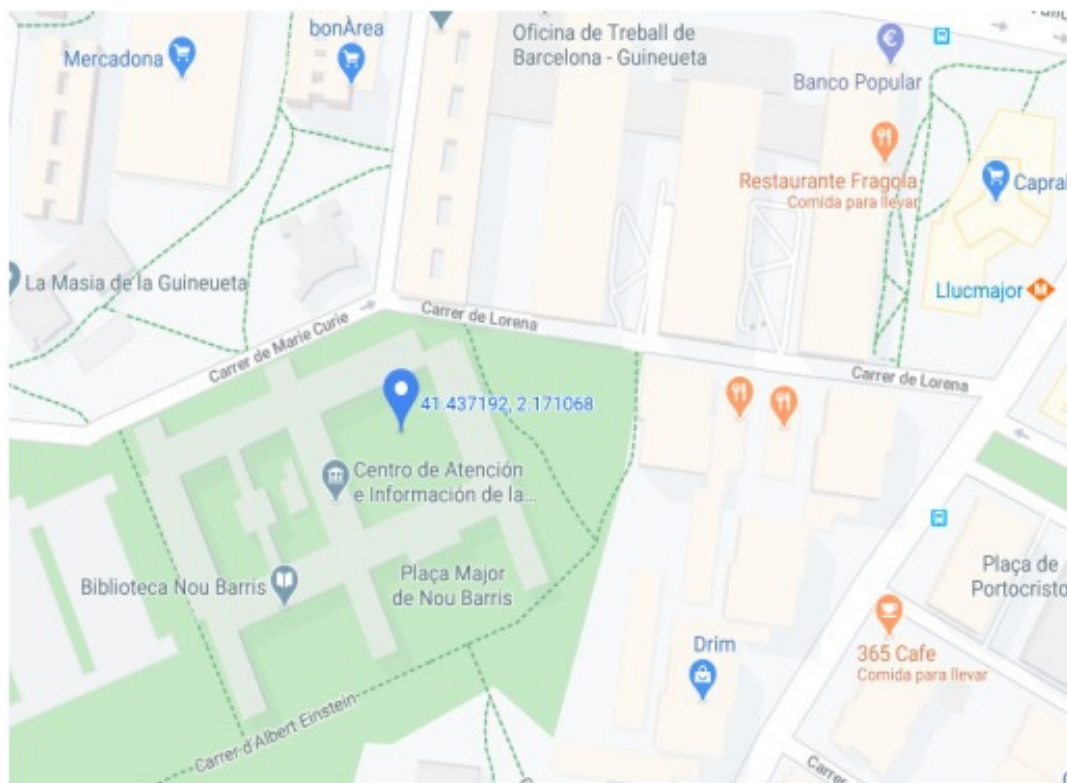 Mercadona
bonÀrea
Oficina de Treball de
Barcelona - Guineueta
Banco Popular
Restaurante Fragola
Comida para llevar
Capral
Llucmajor
La Masia de la Guineueta
Carrer de Marie Curie
Carrer de Lorena
Carrer de Lorena
41.437192, 2.171068
Centro de Atención
e Información de la...
Biblioteca Nou Barris
Plaça Major
de Nou Barris
Plaça de
Portocristo
Drim
365 Cafe
Comida para llevar
Carrer d'Albert Einstein
Carrer